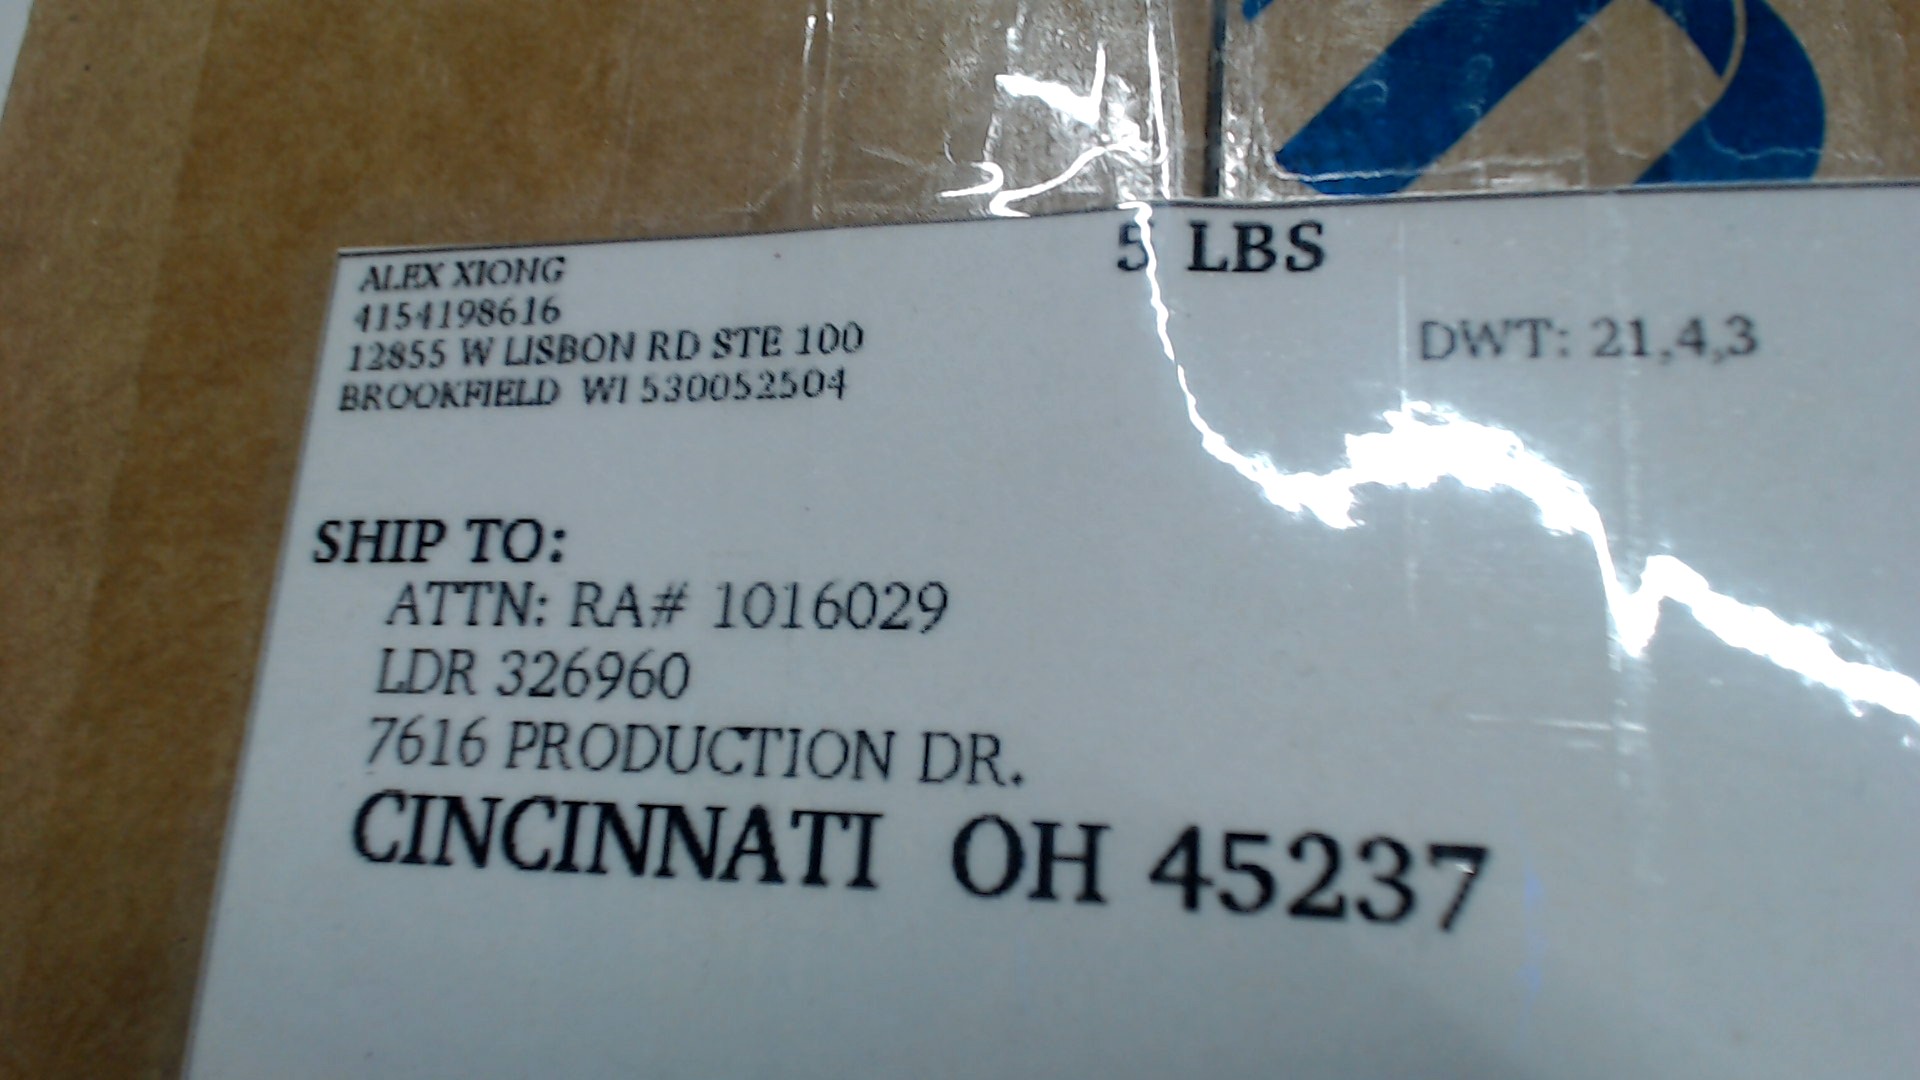 ALEX XIONG
4154198616
12855 W LISBON RD STE 100
BROOKFIELD WI 530052504
5 LBS
DWT: 21,4,3
SHIP TO:
ATTN: RA# 1016029
LDR 326960
7616 PRODUCTION DR.
CINCINNATI OH 45237